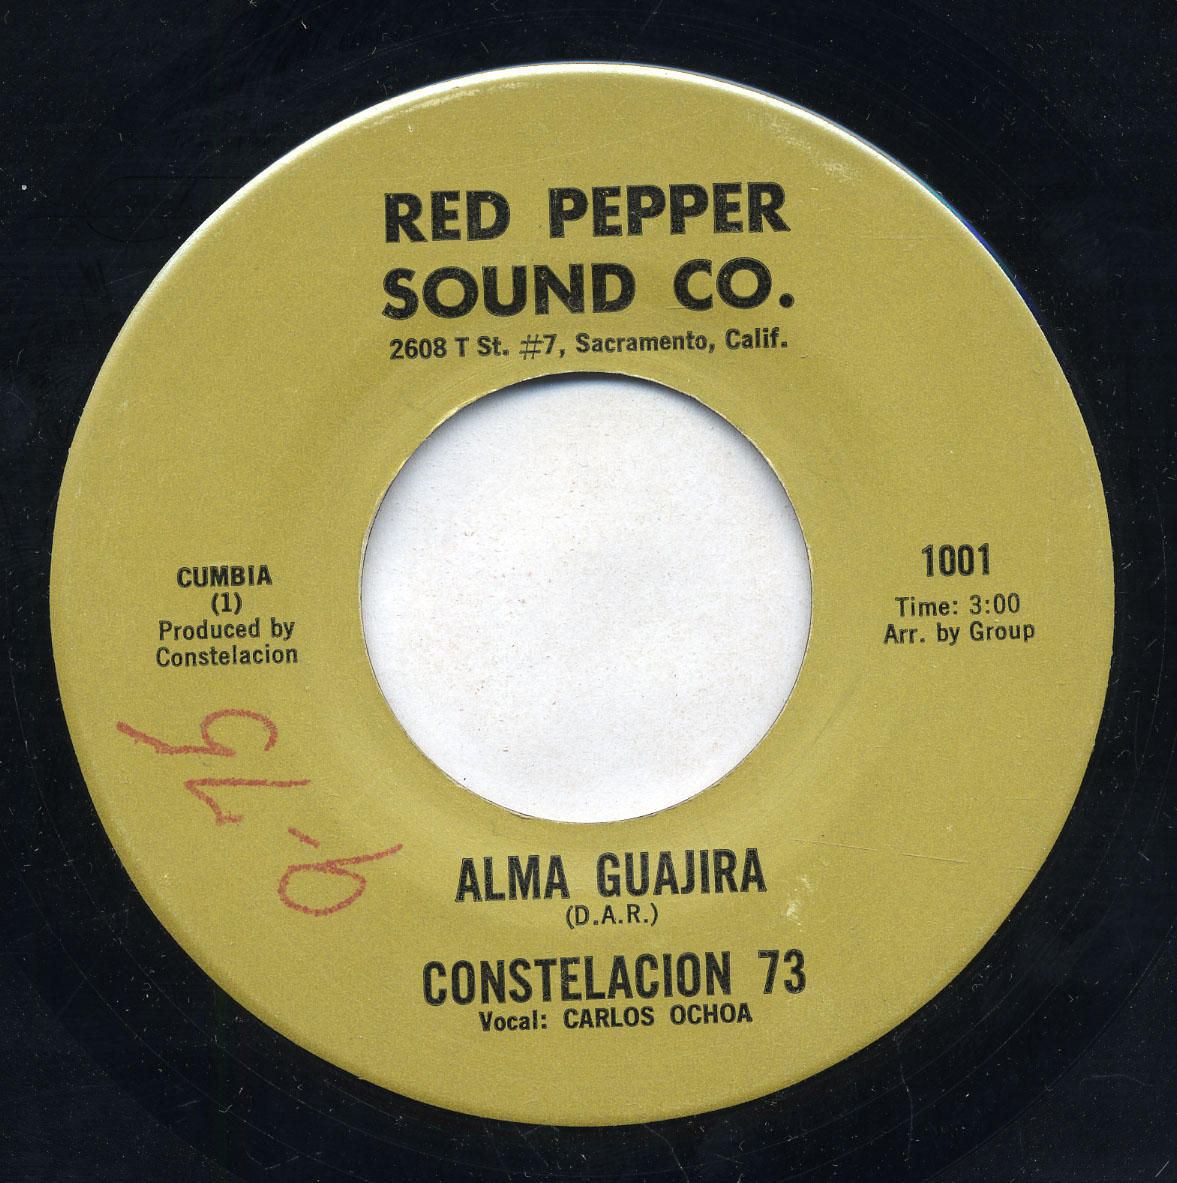 RED PEPPER
SOUND CO.
2608 T St. #7, Sacramento, Calif.
CUMBIA
(1)
Produced by
Constelacion
1001
Time: 3:00
Arr. by Group
ALMA GUAJIRA
(D.A.R.)
CONSTELACION 73
Vocal: CARLOS OCHOA